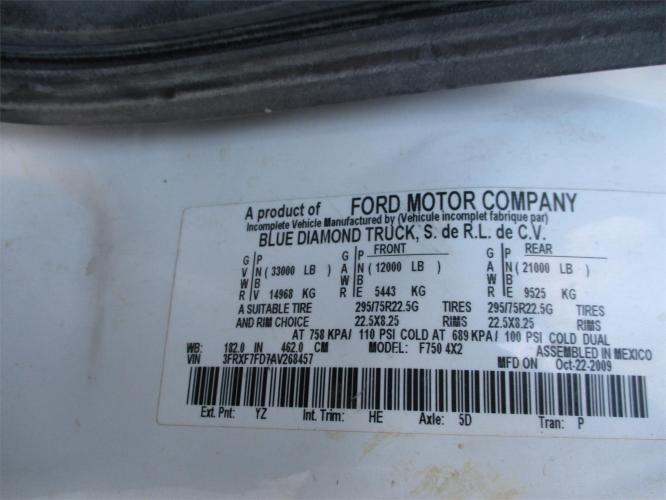 A product of FORD MOTOR COMPANY
Incomplete Vehicle Manufactured by (Vehicule incomplet fabrique par)
BLUE DIAMOND TRUCK, S. de R.L. de C.V.
FRONT REAR
G P G P G P
V N ( 33000 LB ) A N ( 12000 LB ) A N ( 21000 LB )
W B W B W B
R V 14968 KG R E 5443 KG R E 9525 KG
A SUITABLE TIRE 295/75R22.5G TIRES 295/75R22.5G TIRES
AND RIM CHOICE 22.5X8.25 RIMS 22.5X8.25 RIMS
AT 758 KPA/ 110 PSI COLD AT 689 KPA/ 100 PSI COLD DUAL
WB: 182.0 IN 462.0 CM MODEL: F750 4X2 ASSEMBLED IN MEXICO
VIN 3FRXF7FD7AV268457 MFD ON Oct-22-2009
Ext. Pnt: YZ Int. Trim: HE Axle: 5D Tran: P